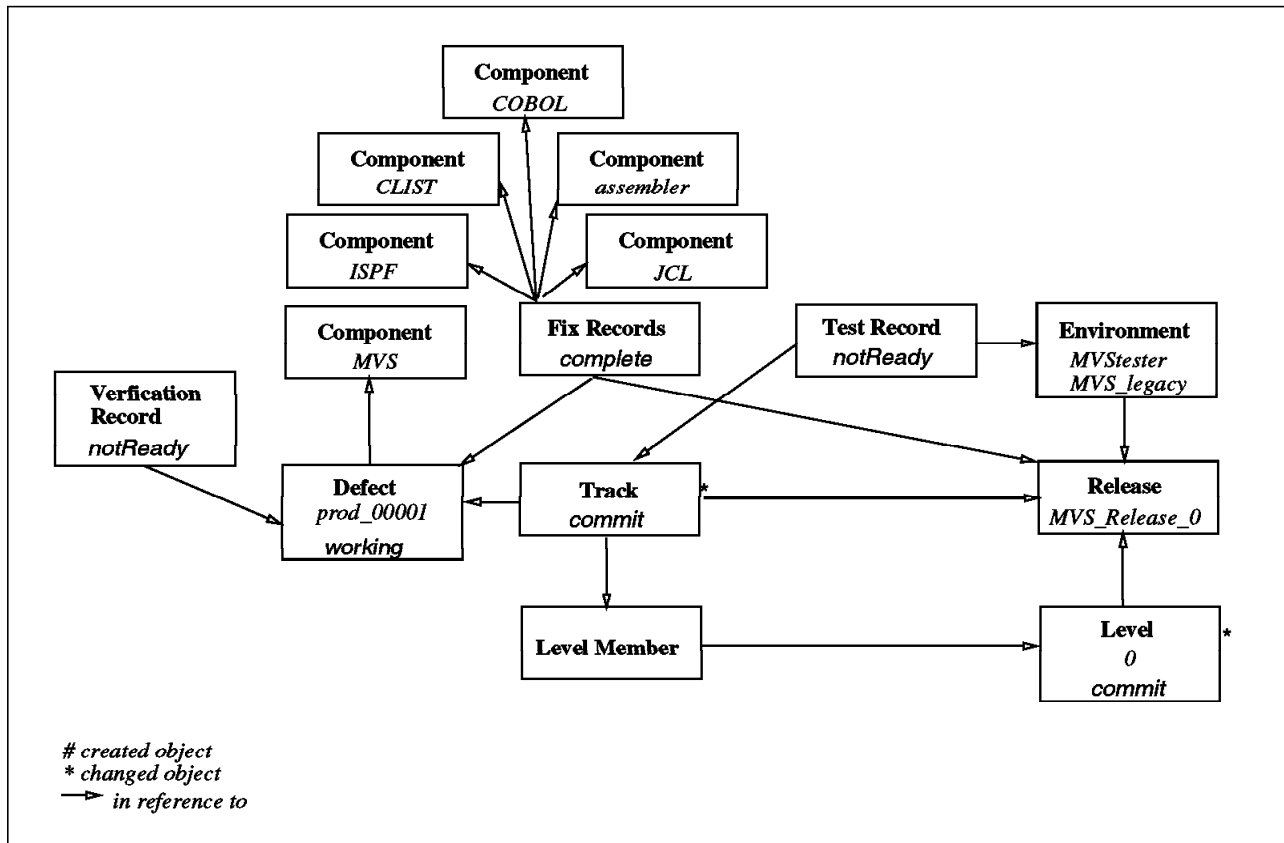 Component
COBOL
Component
CLIST
Component
assembler
Component
ISPF
Component
JCL
Component
MVS
Fix Records
complete
Test Record
notReady
Environment
MVStester
MVS_legacy
Verfication
Record
notReady
Defect
prod_00001
working
Track
commit
*
Release
MVS_Release_0
Level Member
Level
0
commit
*
# created object
* changed object
in reference to